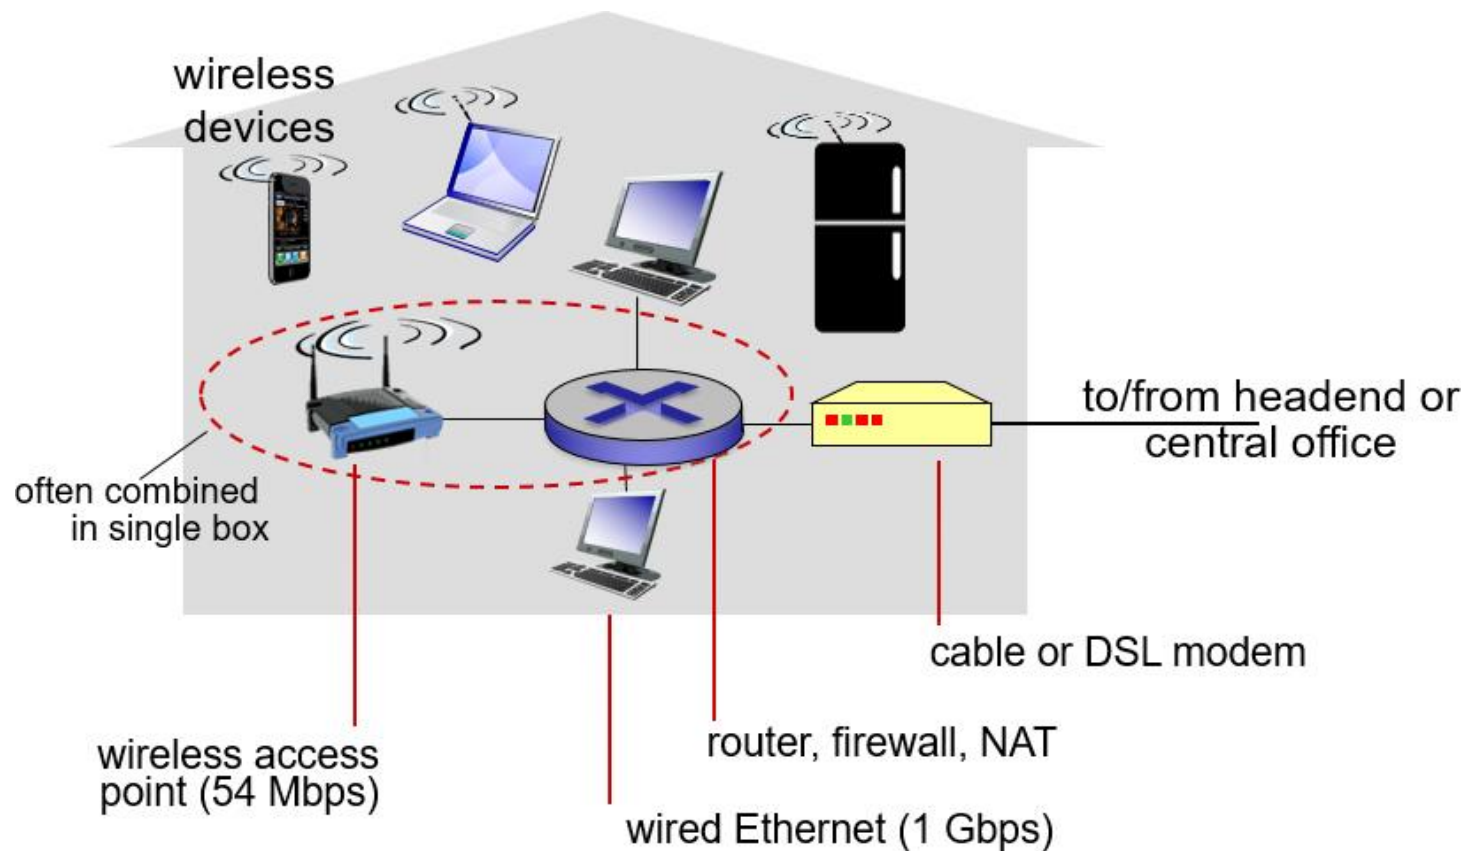 wireless
devices
to/from headend or
central office
often combined
in single box
cable or DSL modem
router, firewall, NAT
wireless access
point (54 Mbps)
wired Ethernet (1 Gbps)